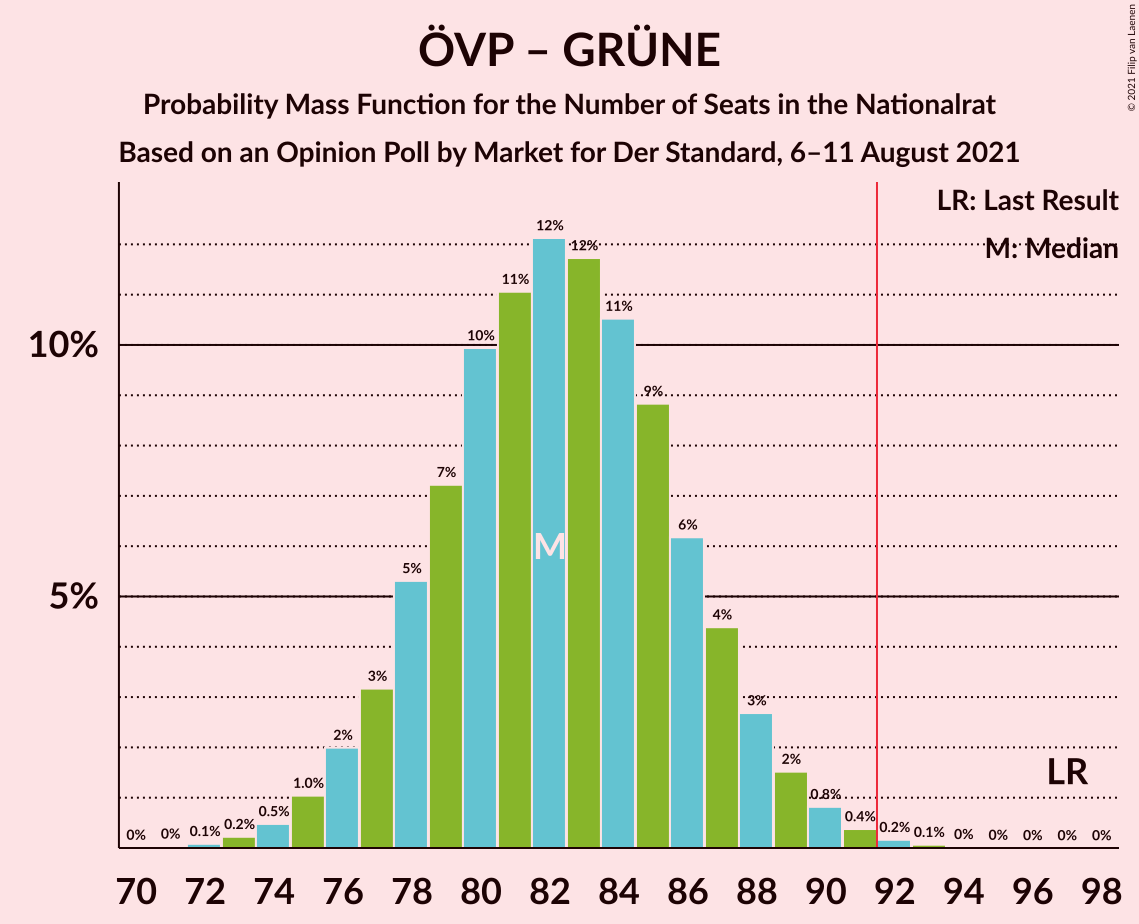 ÖVP – GRÜNE
Probability Mass Function for the Number of Seats in the Nationalrat
Based on an Opinion Poll by Market for Der Standard, 6–11 August 2021
© 2021 Filip van Laenen
LR: Last Result
M: Median
10%
5%
0% 0% 0.1% 0.2% 0.5% 1.0% 2% 3% 5% 7% 10% 11% 12% 12% 11% 9% 6% 4% 3% 2% 0.8% 0.4% 0.2% 0.1% 0% 0% 0% 0% 0%
M
LR
70 72 74 76 78 80 82 84 86 88 90 92 94 96 98